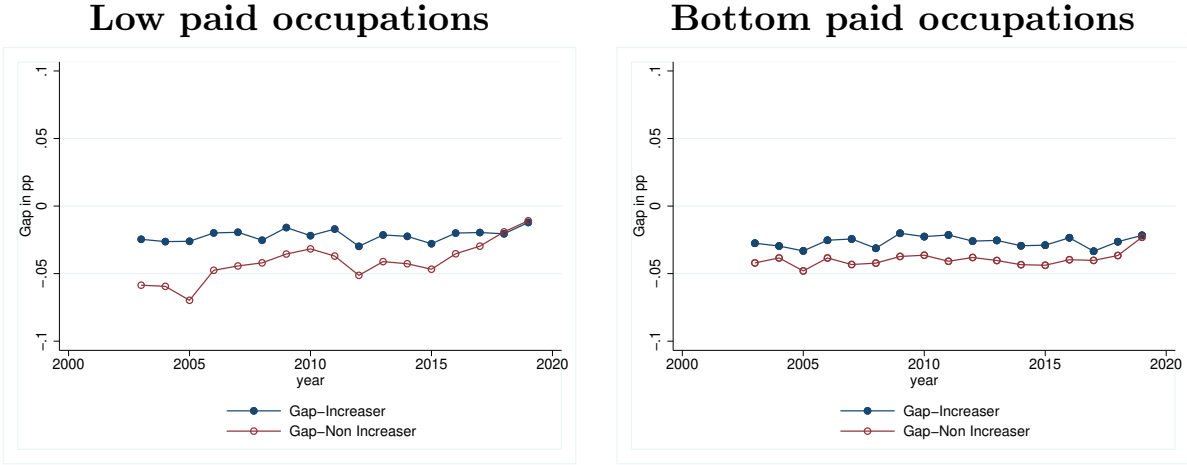 Low paid occupations
Bottom paid occupations
Gap in pp
.1
.05
0
−.05
−.1
2000 2005 2010 2015 2020
year
Gap−Increaser
Gap−Non Increaser
Gap in pp
.1
.05
0
−.05
−.1
2000 2005 2010 2015 2020
year
Gap−Increaser
Gap−Non Increaser